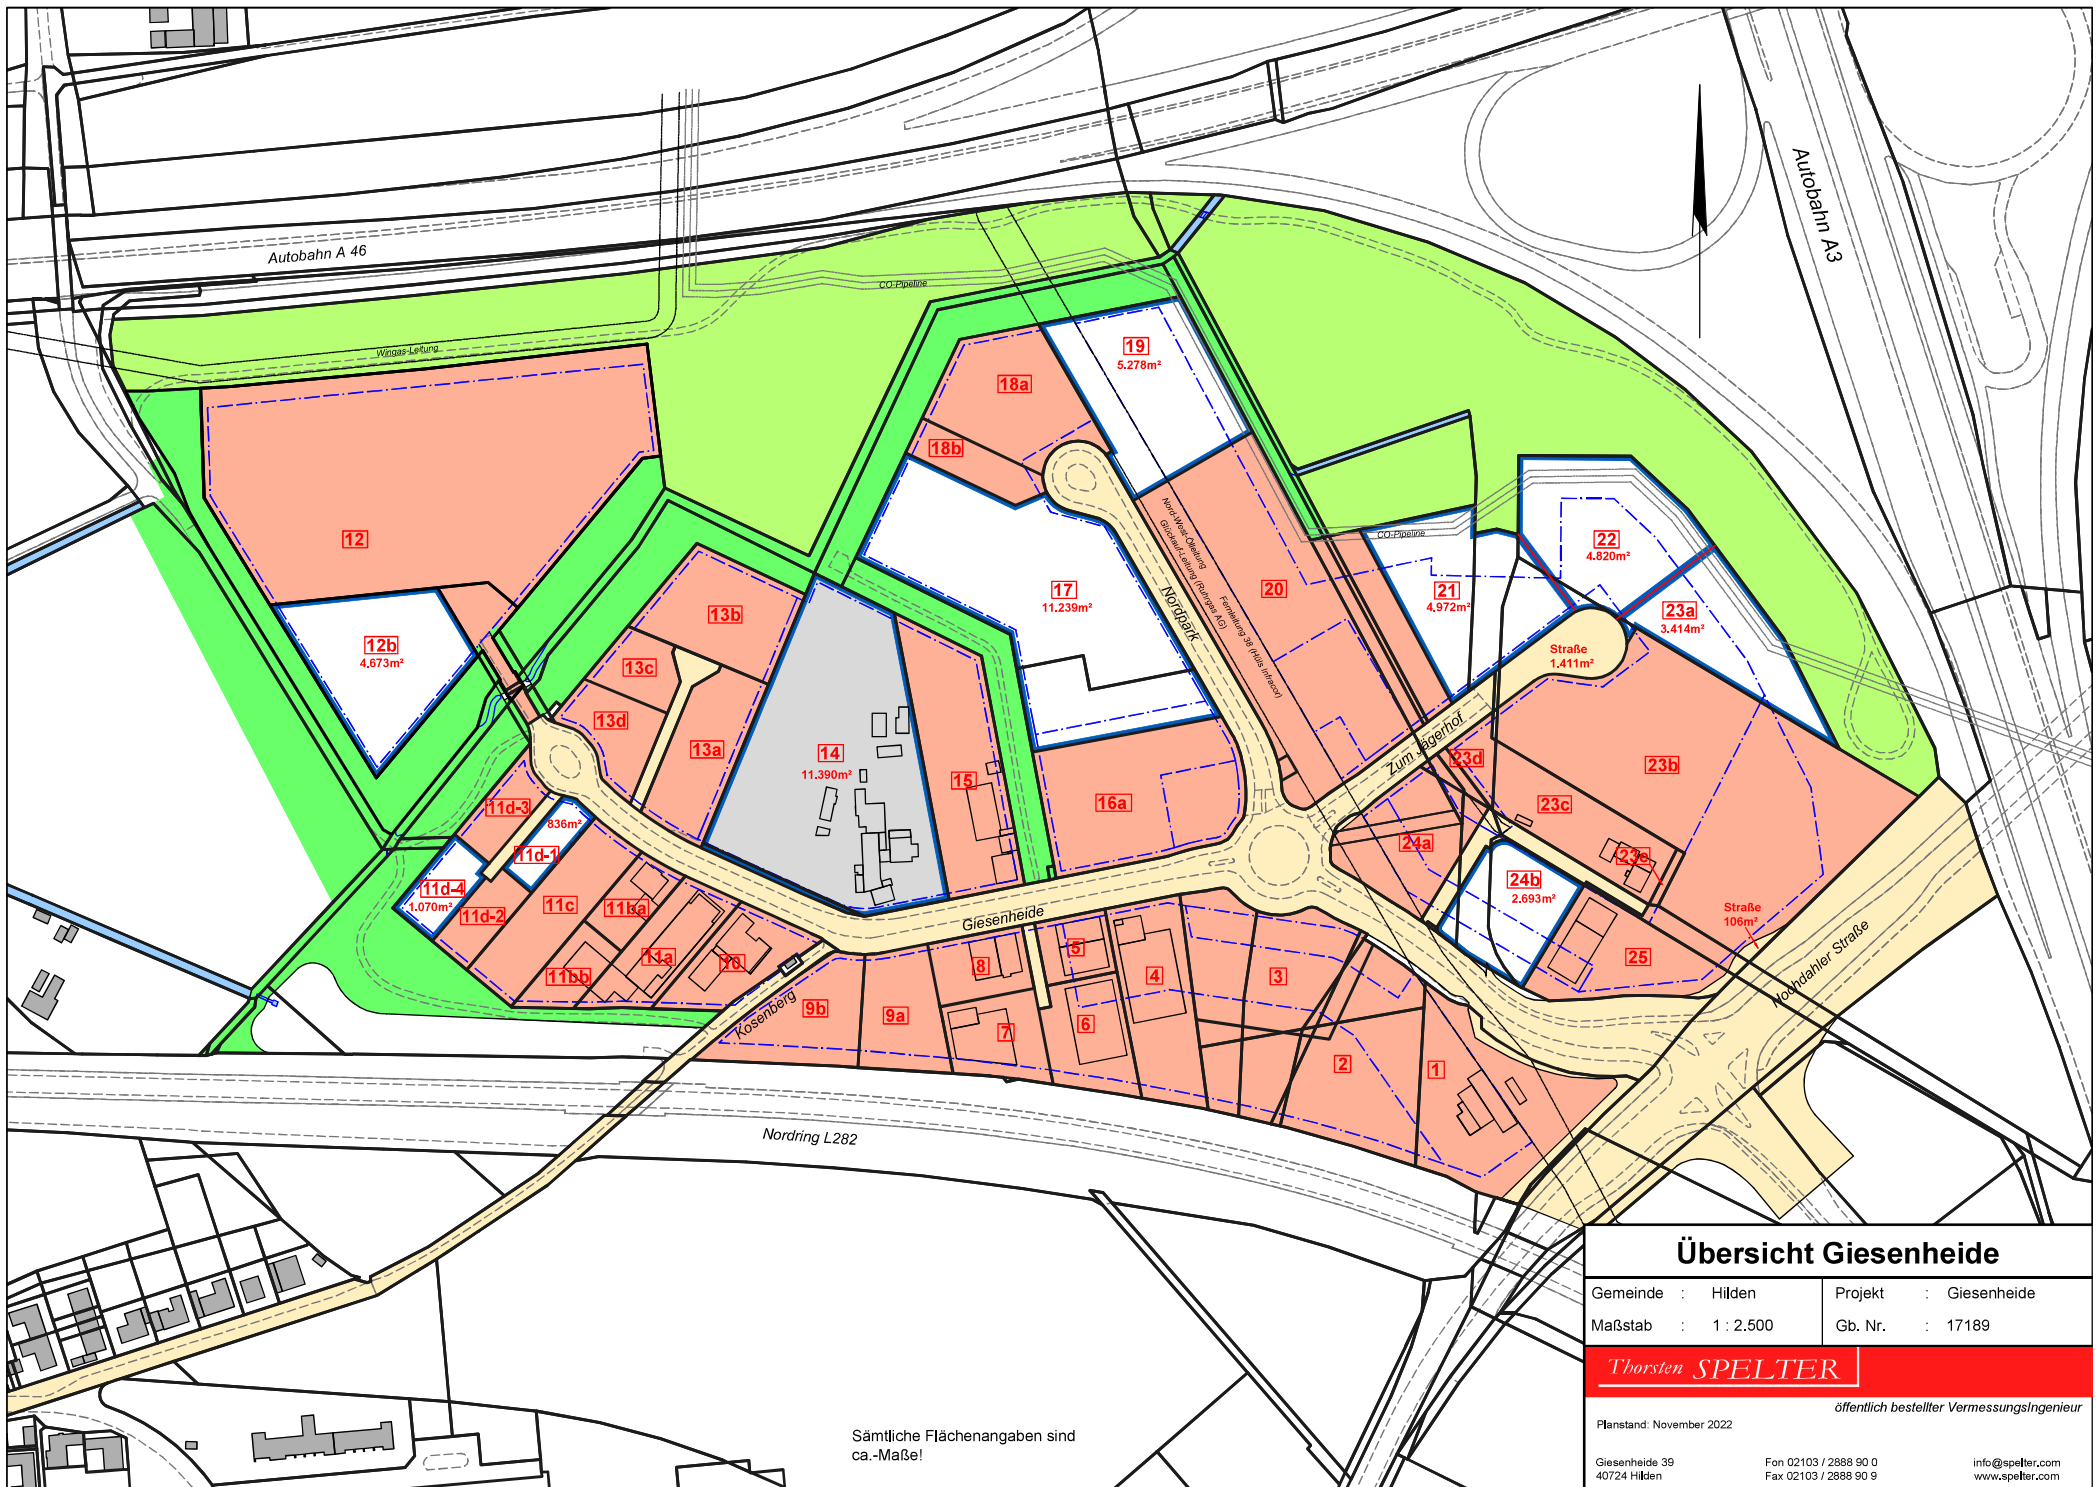 Autobahn A 46
Autobahn A3
CO-Pipeline
Wingas-Leitung
19
5.278m²
18a
18b
12
17
11.239m²
Nordpark
Nord-West-Ölleitung
Glückauf-Leitung (Ruhrgas AG)
Fernleitung 38 (Hüls Infracor)
20
CO-Pipeline
21
4.972m²
22
4.820m²
23a
3.414m²
Straße
1.411m²
12b
4.673m²
13b
13c
13d
13a
14
11.390m²
15
16a
Zum Jägerhof
23d
23b
23c
23e
24a
24b
2.693m²
25
Straße
106m²
Hochdahler Straße
11d-3
836m²
11d-1
11d-4
1.070m²
11d-2
11c
11ba
11a
11bb
10
Giesenheide
Kosenberg
9b
9a
8
7
5
6
4
3
2
1
Nordring L282
Sämtliche Flächenangaben sind
ca.-Maße!
Übersicht Giesenheide
Gemeinde : Hilden
Projekt : Giesenheide
Maßstab : 1 : 2.500
Gb. Nr. : 17189
Thorsten SPELTER
öffentlich bestellter Vermessungsingenieur
Planstand: November 2022
Giesenheide 39 Fon 02103 / 2888 90 0 info@spelter.com
40724 Hilden Fax 02103 / 2888 90 9 www.spelter.com